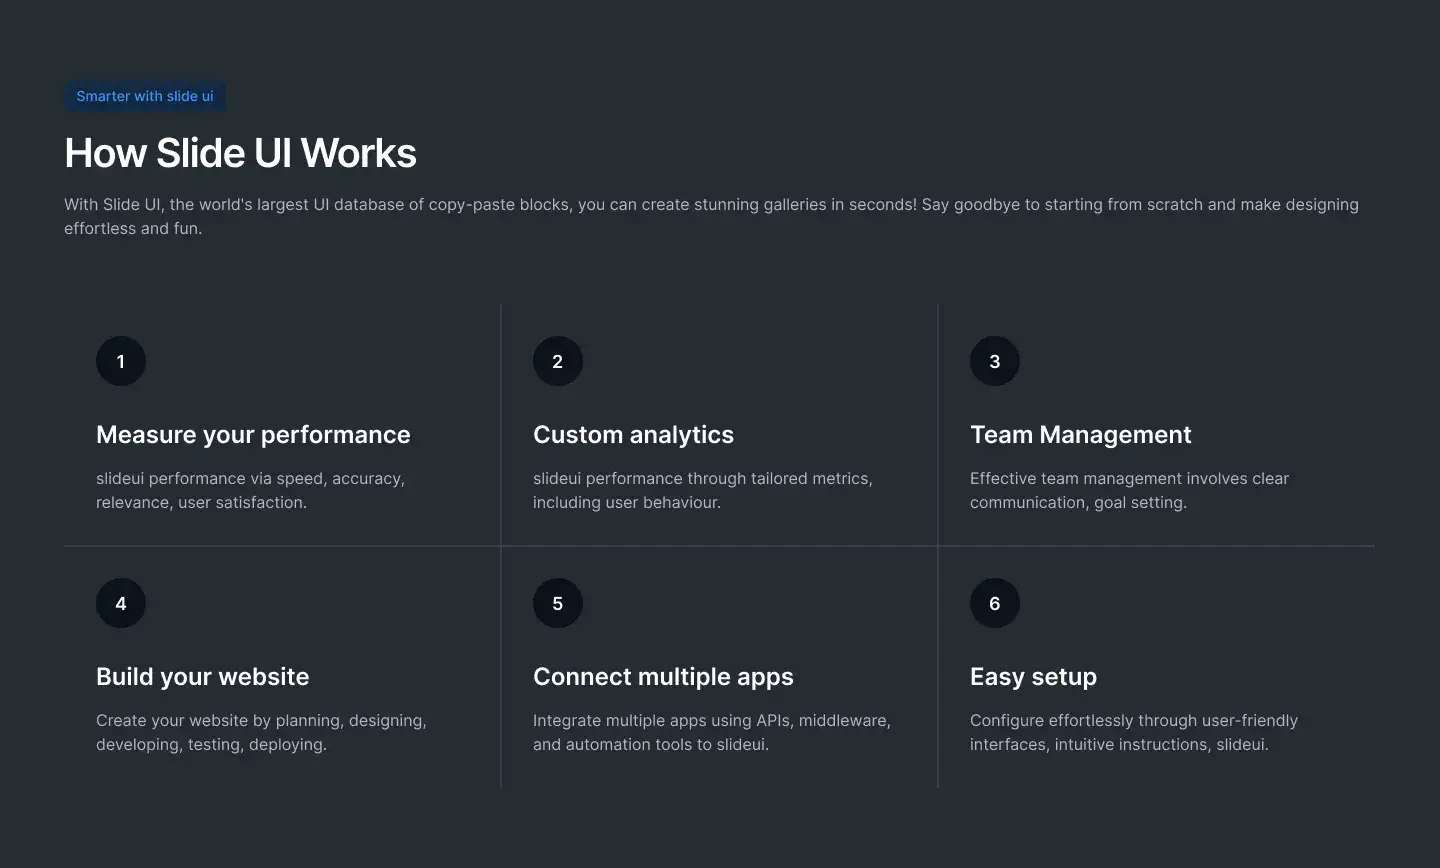 Smarter with slide ui
How Slide UI Works
With Slide UI, the world's largest UI database of copy-paste blocks, you can create stunning galleries in seconds! Say goodbye to starting from scratch and make designing
effortless and fun.
1
Measure your performance
slideui performance via speed, accuracy,
relevance, user satisfaction.
2
Custom analytics
slideui performance through tailored metrics,
including user behaviour.
3
Team Management
Effective team management involves clear
communication, goal setting.
4
Build your website
Create your website by planning, designing,
developing, testing, deploying.
5
Connect multiple apps
Integrate multiple apps using APIs, middleware,
and automation tools to slideui.
6
Easy setup
Configure effortlessly through user-friendly
interfaces, intuitive instructions, slideui.